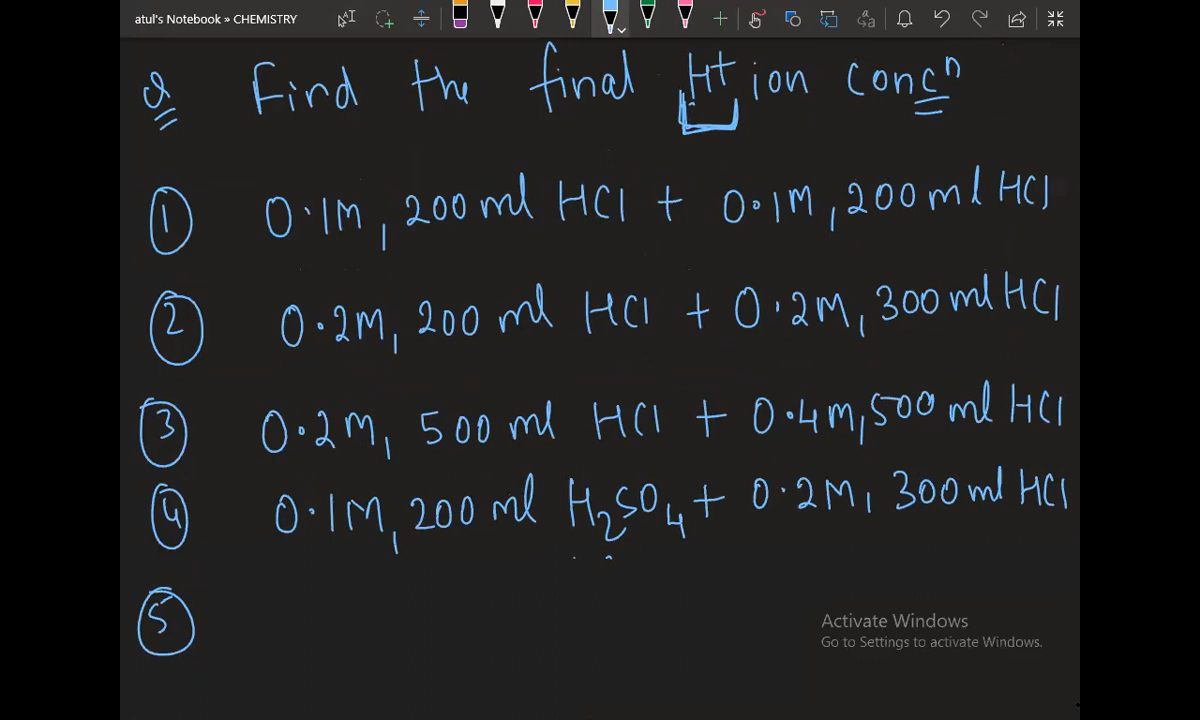 atul's Notebook » CHEMISTRY
Q Find the final H+ ion concn
1 0.1M, 200 ml HCl + 0.1M, 200 ml HCl
2 0.2M, 200 ml HCl + 0.2M, 300 ml HCl
3 0.2M, 500 ml HCl + 0.4M, 500 ml HCl
4 0.1M, 200 ml H2SO4 + 0.2M, 300 ml HCl
5
Activate Windows
Go to Settings to activate Windows.